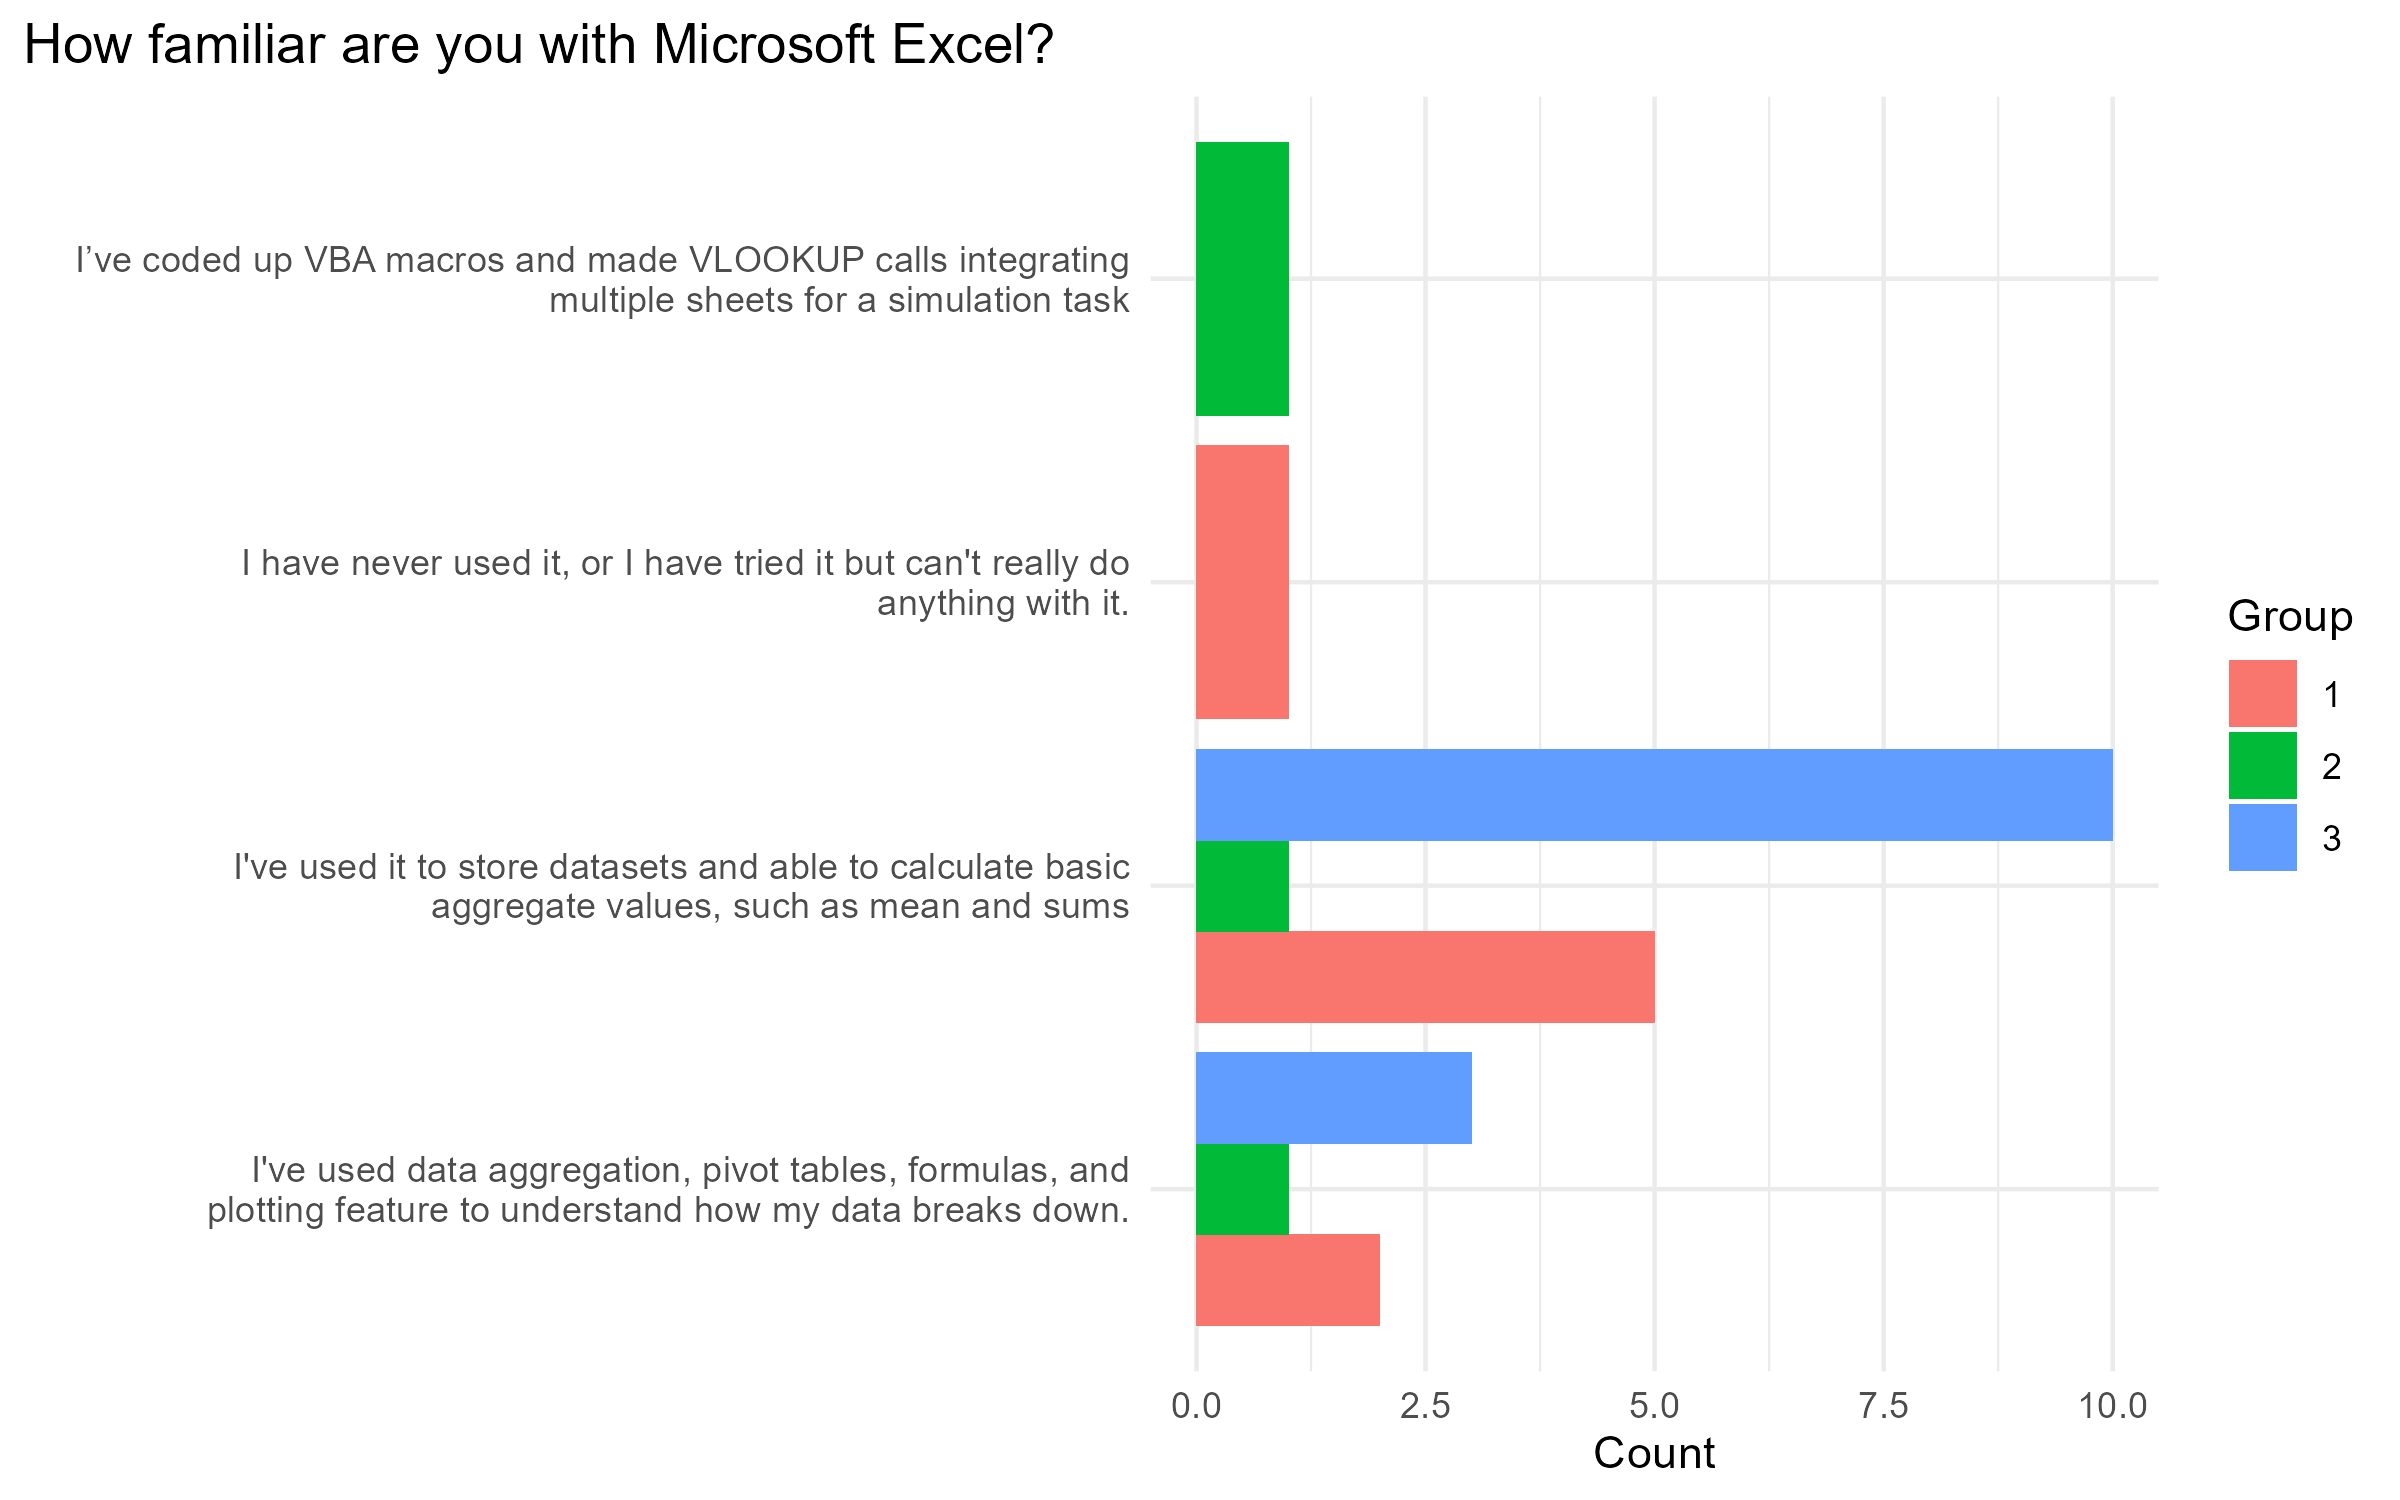 How familiar are you with Microsoft Excel?
I’ve coded up VBA macros and made VLOOKUP calls integrating
multiple sheets for a simulation task
I have never used it, or I have tried it but can't really do
anything with it.
I've used it to store datasets and able to calculate basic
aggregate values, such as mean and sums
I've used data aggregation, pivot tables, formulas, and
plotting feature to understand how my data breaks down.
0.0 2.5 5.0 7.5 10.0
Count
Group
1
2
3